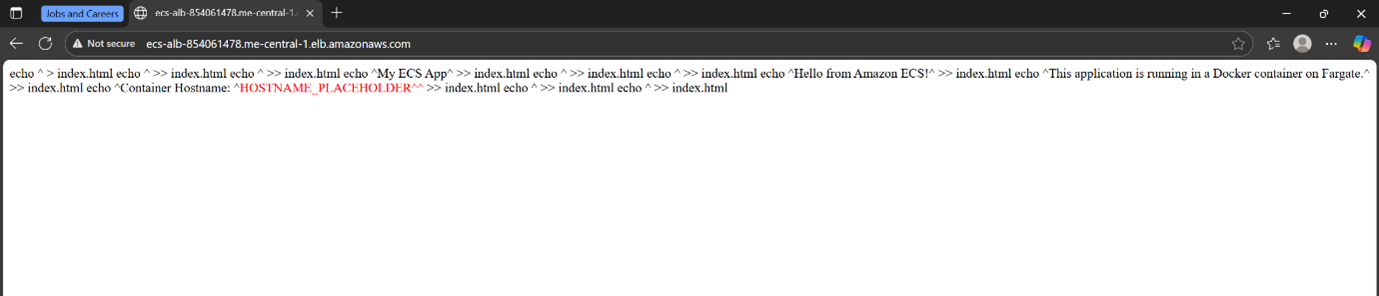 Jobs and Careers
ecs-alb-854061478.me-central-1.
Not secure
ecs-alb-854061478.me-central-1.elb.amazonaws.com
echo ^ > index.html echo ^ >> index.html echo ^ >> index.html echo ^My ECS App^ >> index.html echo ^ >> index.html echo ^ >> index.html echo ^Hello from Amazon ECS!^ >> index.html echo ^This application is running in a Docker container on Fargate.^
>> index.html echo ^Container Hostname: ^HOSTNAME_PLACEHOLDER^^ >> index.html echo ^ >> index.html echo ^ >> index.html